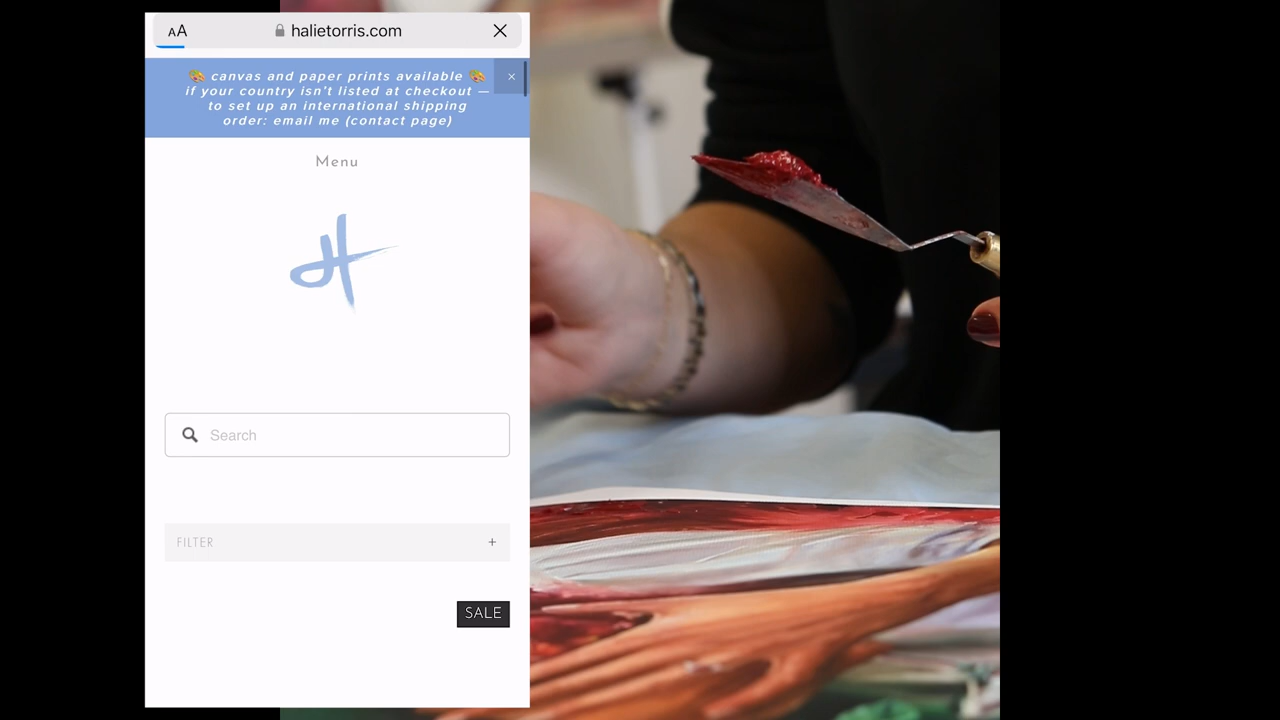 AA halietorris.com
🎨 canvas and paper prints available 🎨
if your country isn't listed at checkout —
to set up an international shipping
order: email me (contact page)
Menu
H
Search
FILTER +
SALE